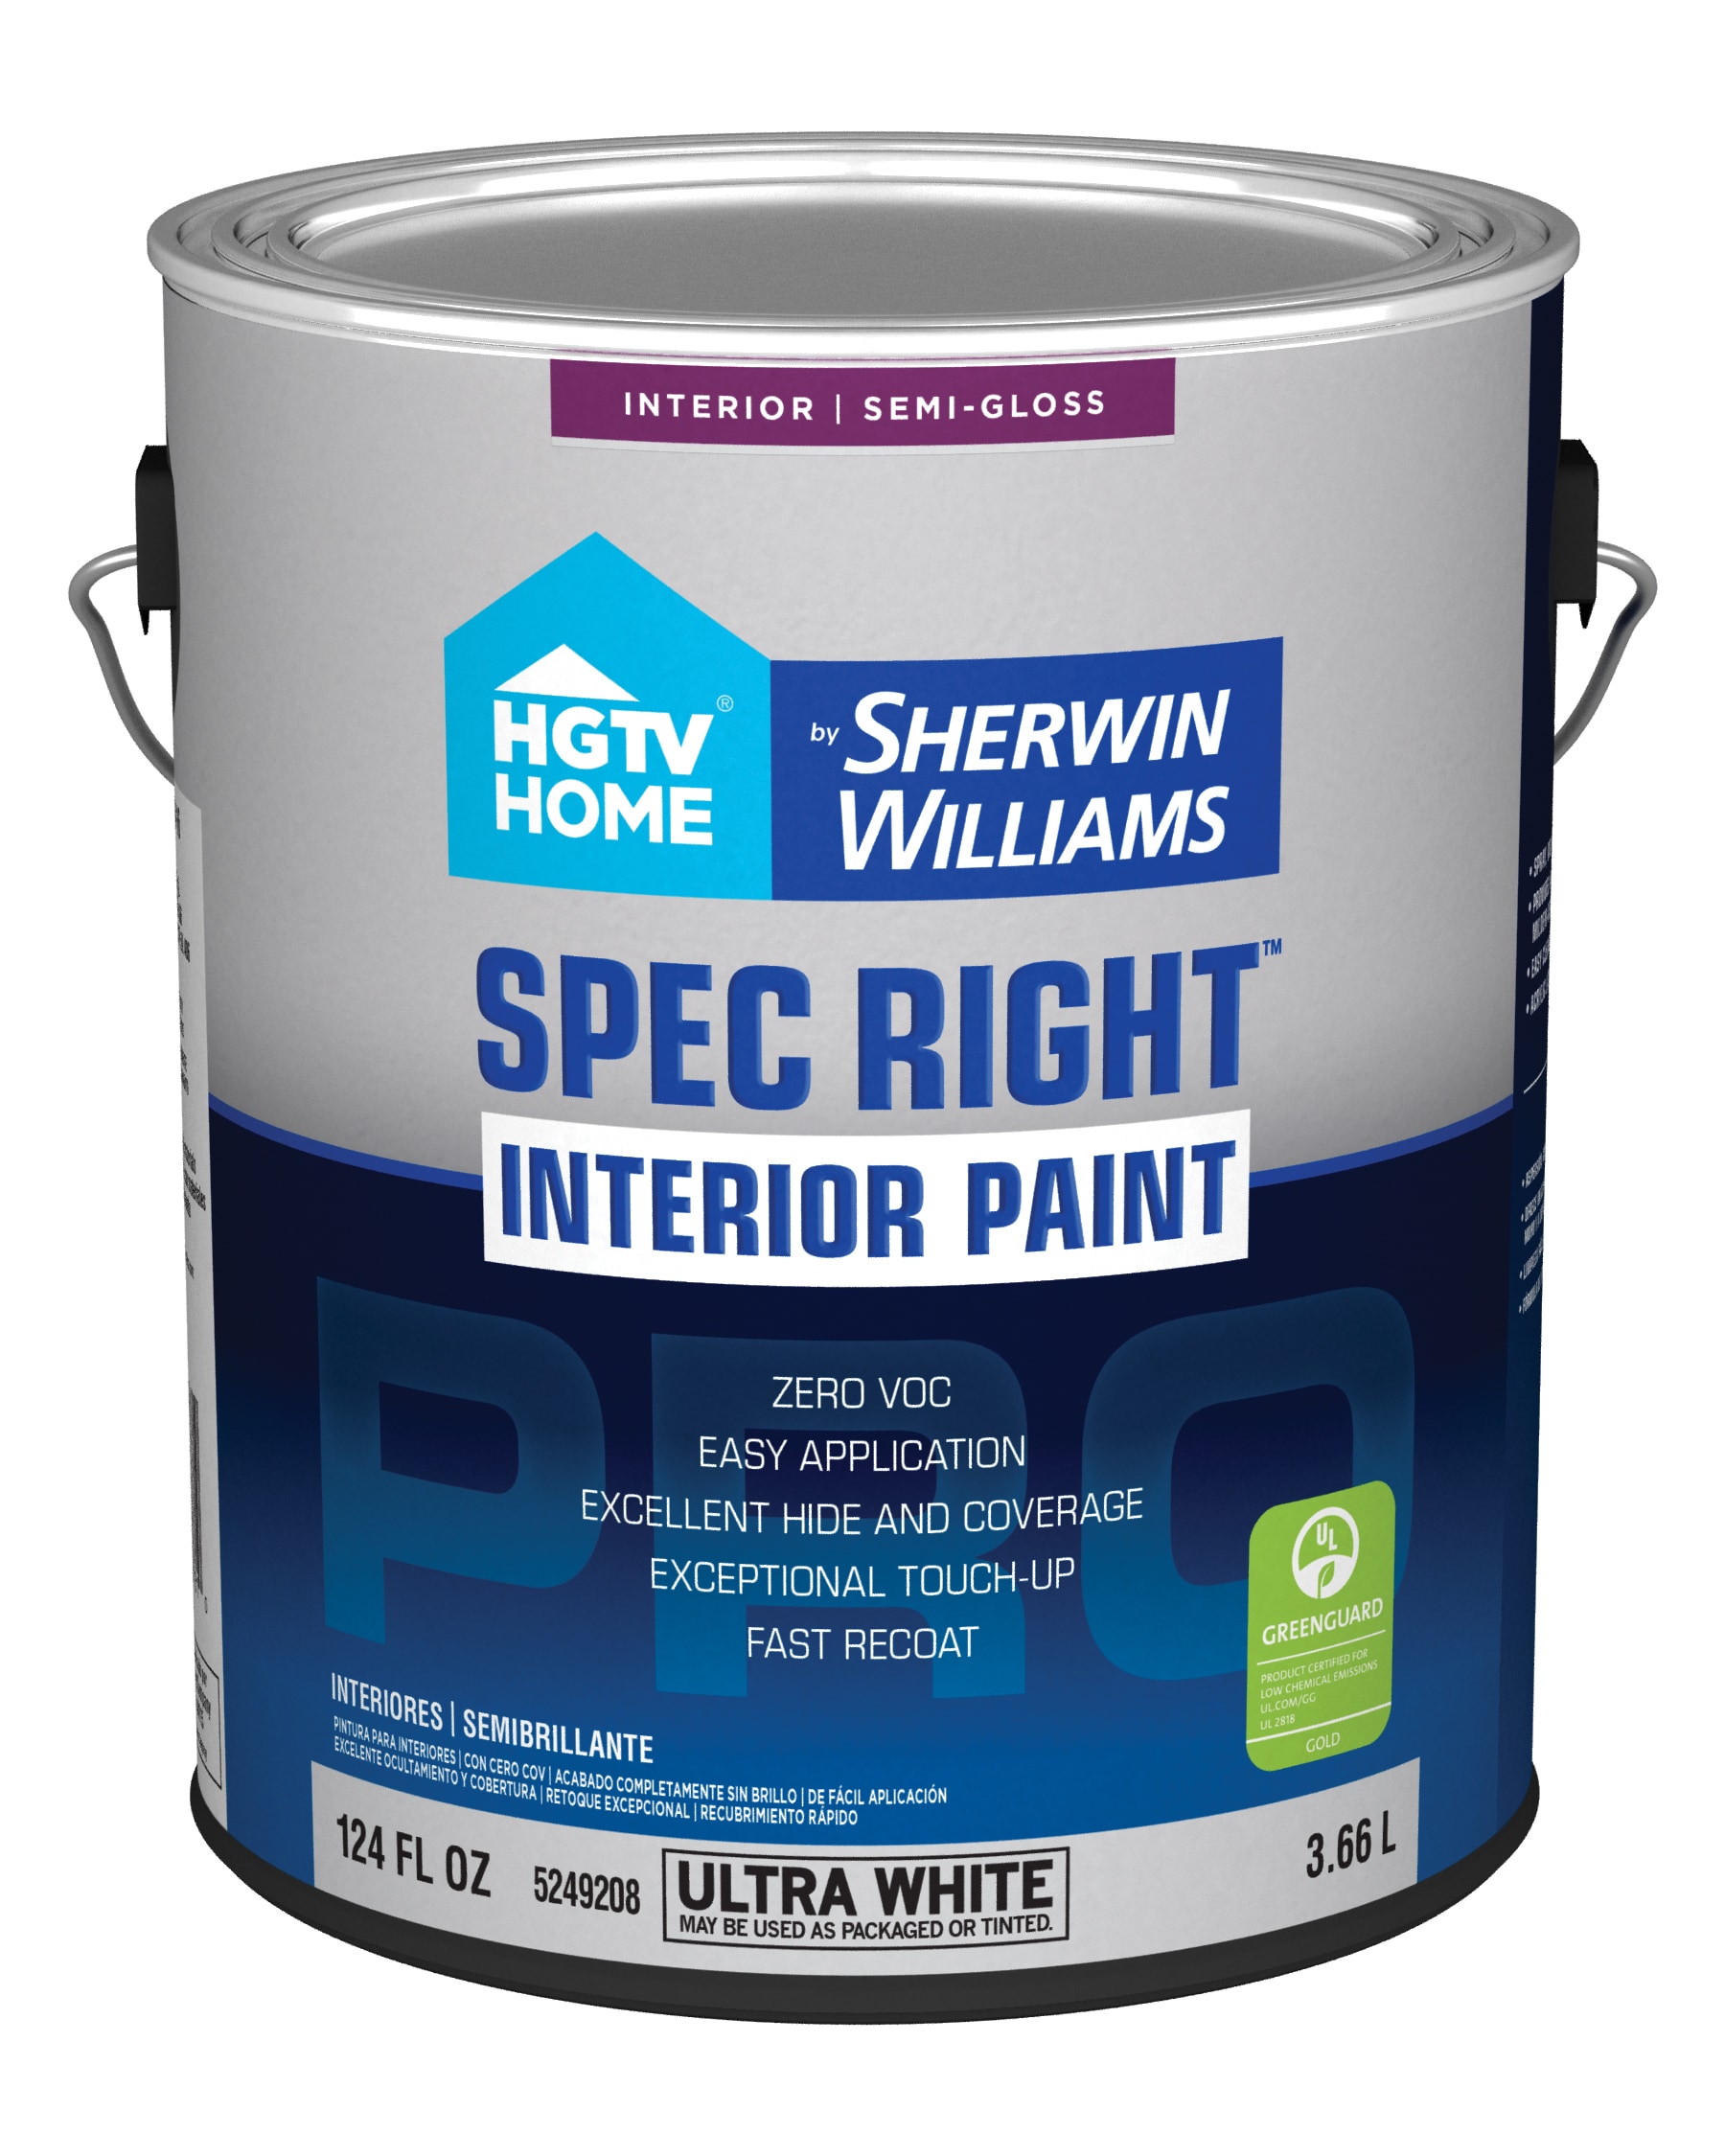 INTERIOR | SEMI-GLOSS
HGTV®
HOME
by SHERWIN
WILLIAMS
SPEC RIGHT™
INTERIOR PAINT
PRO
ZERO VOC
EASY APPLICATION
EXCELLENT HIDE AND COVERAGE
EXCEPTIONAL TOUCH-UP
FAST RECOAT
UL
GREENGUARD
PRODUCT CERTIFIED FOR
LOW CHEMICAL EMISSIONS
UL.COM/GG
UL 2818
GOLD
INTERIORES | SEMIBRILLANTE
PINTURA PARA INTERIORES | CON CERO COV | ACABADO COMPLETAMENTE SIN BRILLO | DE FÁCIL APLICACIÓN
EXCELENTE OCULTAMIENTO Y COBERTURA | RETOQUE EXCEPCIONAL | RECUBRIMIENTO RÁPIDO
124 FL OZ
5249208
ULTRA WHITE
MAY BE USED AS PACKAGED OR TINTED.
3.66 L